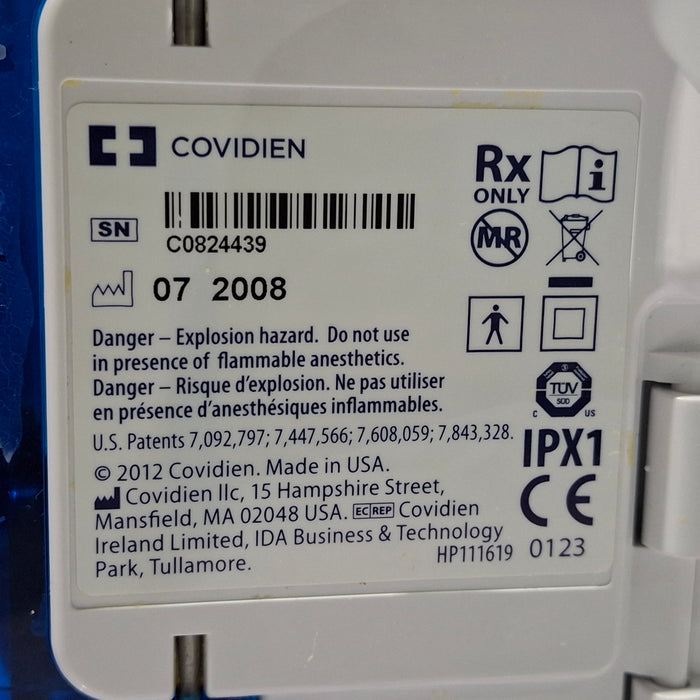 COVIDIEN
Rx
ONLY
i
SN
C0824439
MR
07 2008
Danger – Explosion hazard. Do not use
in presence of flammable anesthetics.
Danger – Risque d'explosion. Ne pas utiliser
en présence d'anesthésiques inflammables.
U.S. Patents 7,092,797; 7,447,566; 7,608,059; 7,843,328.
© 2012 Covidien. Made in USA.
Covidien llc, 15 Hampshire Street,
Mansfield, MA 02048 USA. EC REP Covidien
Ireland Limited, IDA Business & Technology
Park, Tullamore.
HP111619
TÜV
SÜD
C US
IPX1
CE
0123